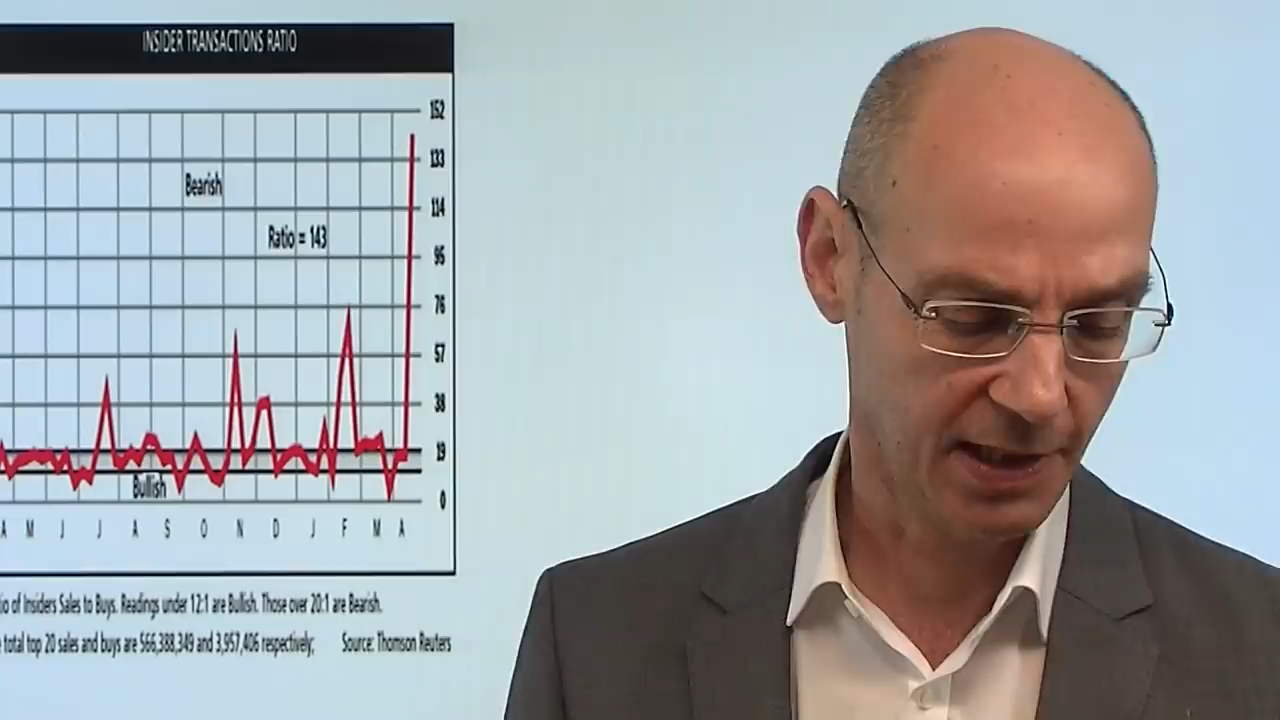 INSIDER TRANSACTIONS RATIO
152
133
Bearish
114
Ratio = 143
95
76
57
38
19
Bullish
0
A M J J A S O N D J F M A
of Insiders Sales to Buys. Readings under 12:1 are Bullish. Those over 20:1 are Bearish.
total top 20 sales and buys are 566,388,349 and 3,957,406 respectively; Source: Thomson Reuters